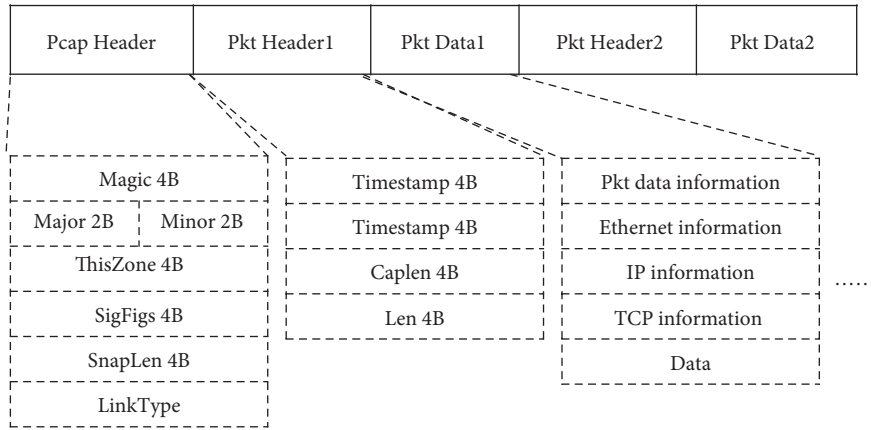 Pcap Header Pkt Header1 Pkt Data1 Pkt Header2 Pkt Data2
Magic 4B
Major 2B Minor 2B
ThisZone 4B
SigFigs 4B
SnapLen 4B
LinkType
Timestamp 4B
Timestamp 4B
Caplen 4B
Len 4B
Pkt data information
Ethernet information
IP information
TCP information
Data
.....